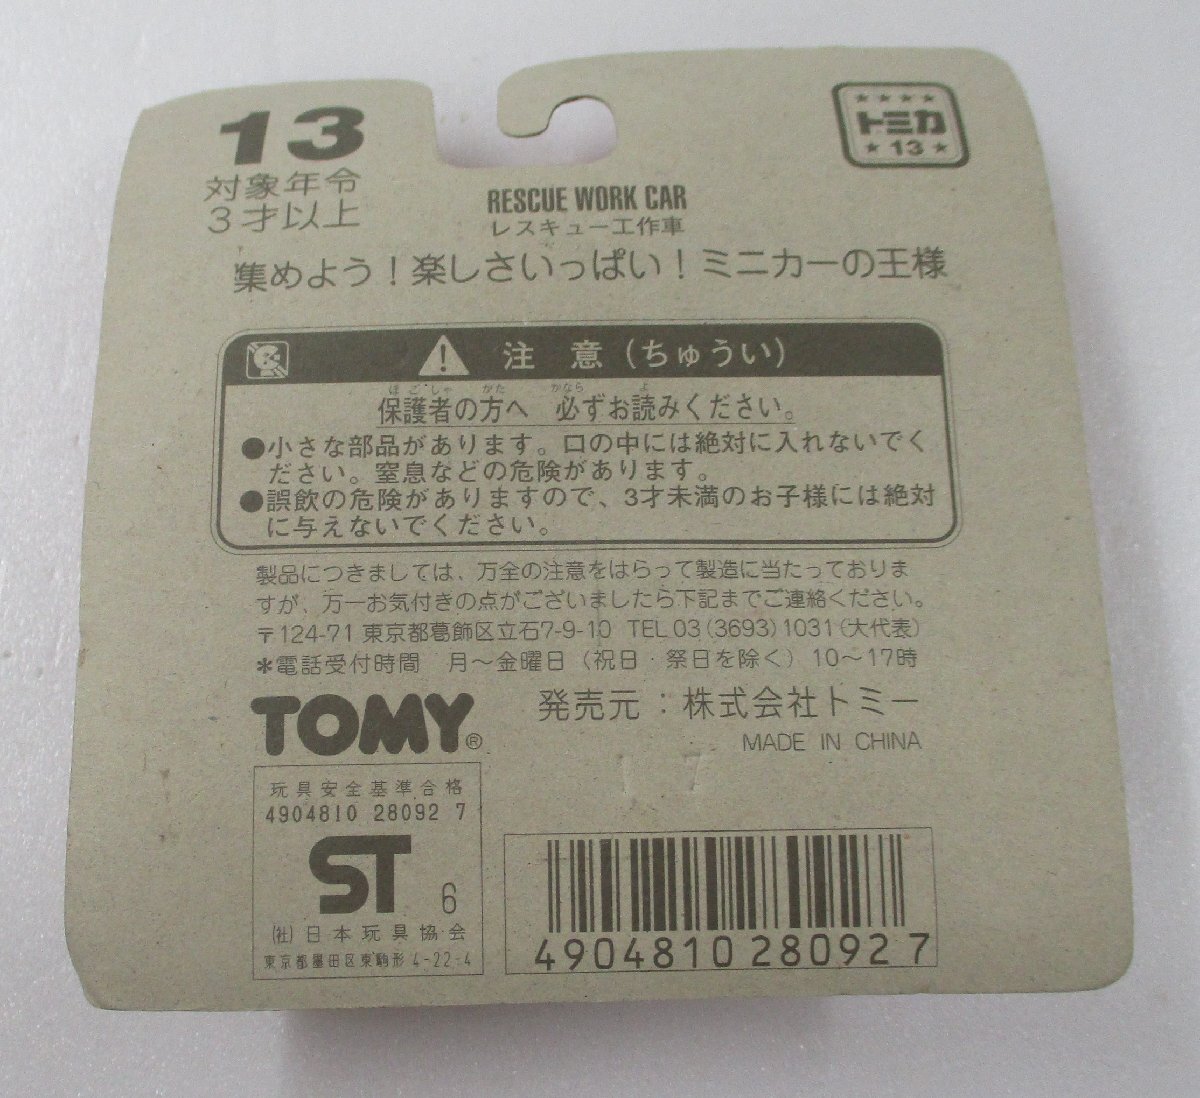 13
対象年令
3才以上
トミカ
13
RESCUE WORK CAR
レスキュー工作車
集めよう！楽しさいっぱい！ミニカーの王様
注 意（ちゅうい）
ほごしゃ かた かなら よ
保護者の方へ 必ずお読みください。
●小さな部品があります。口の中には絶対に入れないでく
ださい。窒息などの危険があります。
●誤飲の危険がありますので、3才未満のお子様には絶対
に与えないでください。
製品につきましては、万全の注意をはらって製造に当たっておりま
すが、万一お気付きの点がございましたら下記までご連絡ください。
〒124-71 東京都葛飾区立石7-9-10 TEL 03(3693)1031(大代表)
＊電話受付時間 月～金曜日（祝日・祭日を除く）10～17時
TOMY®
発売元：株式会社トミー
MADE IN CHINA
玩具安全基準合格
4904810 28092 7
ST 6
(社)日本玩具協会
東京都墨田区東駒形 4-22-4
4904810 280927